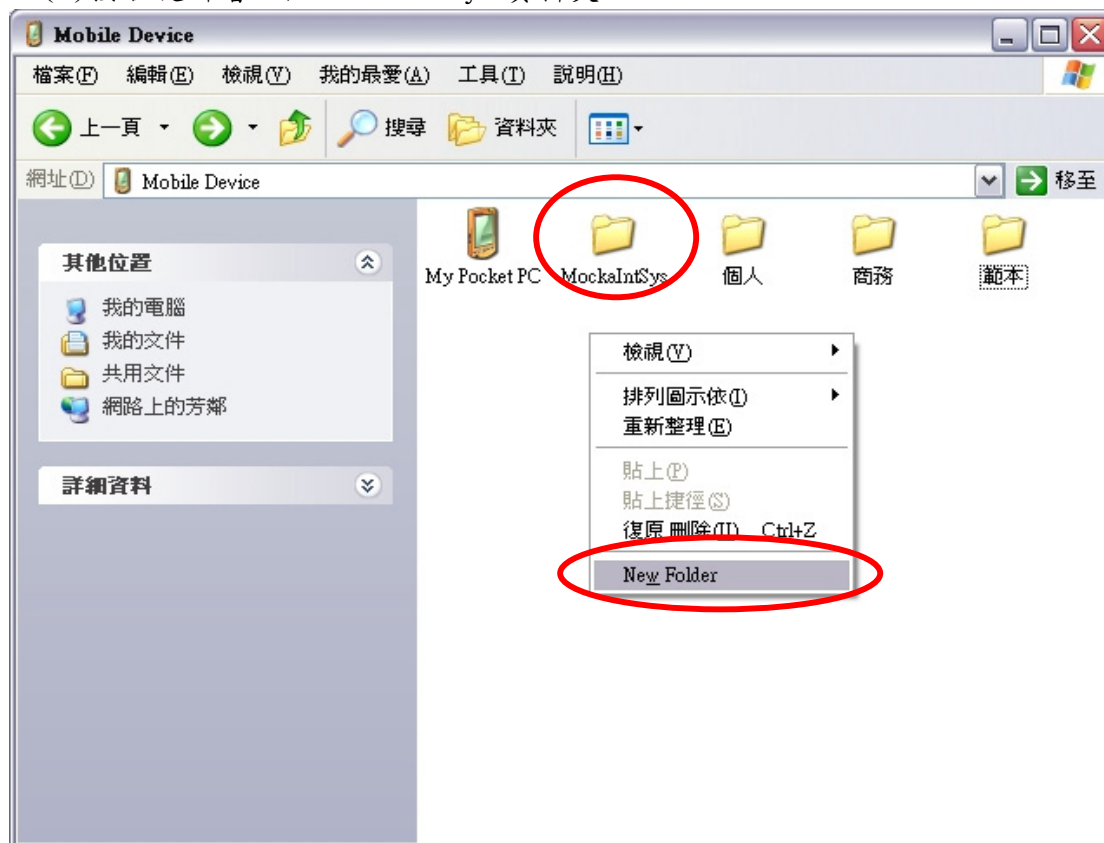 Mobile Device
檔案(F) 編輯(E) 檢視(V) 我的最愛(A) 工具(T) 說明(H)
上一頁 搜尋 資料夾
網址(D) Mobile Device 移至
其他位置
我的電腦
我的文件
共用文件
網路上的芳鄰
詳細資料
My Pocket PC MockaIntSys 個人 商務 範本
檢視(V)
排列圖示依(I)
重新整理(E)
貼上(P)
貼上捷徑(S)
復原 刪除(U) Ctrl+Z
New Folder